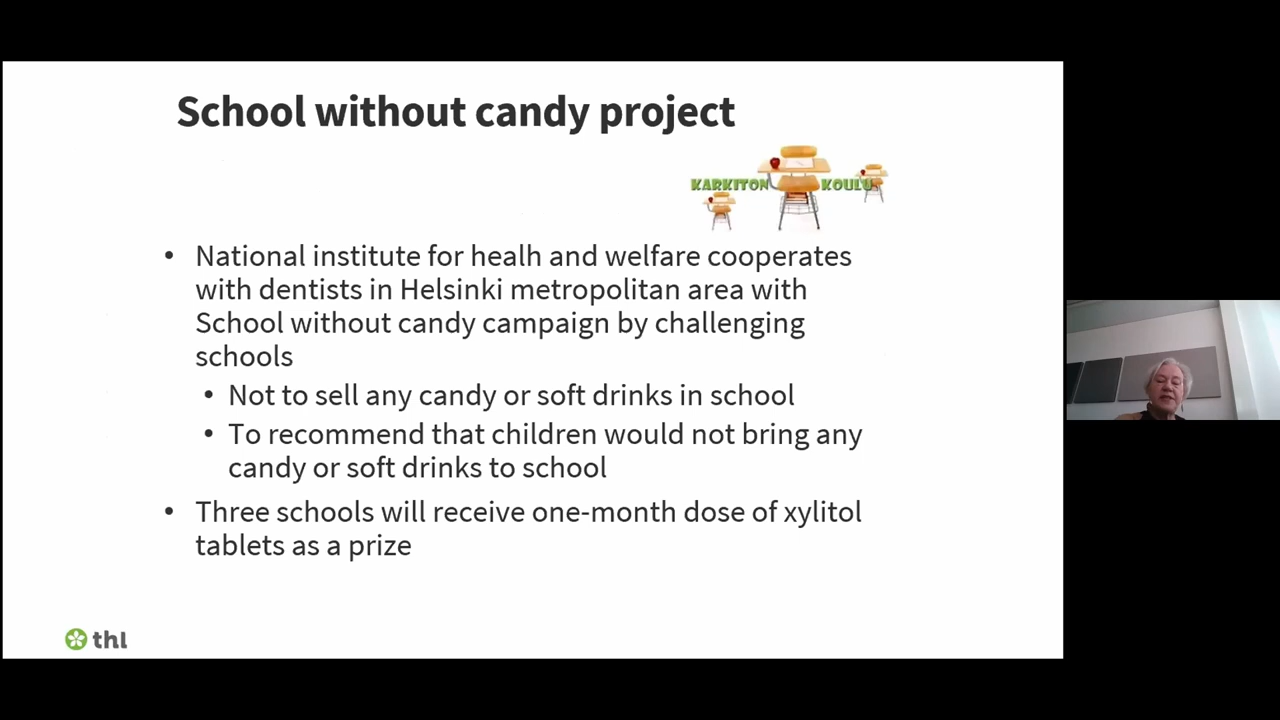 School without candy project
KARKITON KOULU
• National institute for healh and welfare cooperates
with dentists in Helsinki metropolitan area with
School without candy campaign by challenging
schools
• Not to sell any candy or soft drinks in school
• To recommend that children would not bring any
candy or soft drinks to school
• Three schools will receive one-month dose of xylitol
tablets as a prize
thl